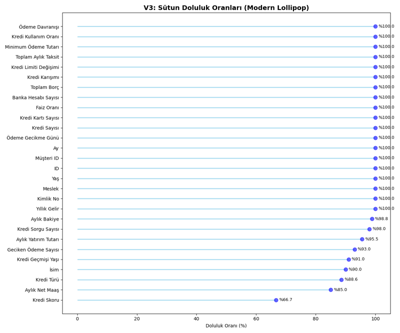 V3: Sütun Doluluk Oranları (Modern Lollipop)
Ödeme Davranışı %100.0
Kredi Kullanım Oranı %100.0
Minimum Ödeme Tutarı %100.0
Toplam Aylık Taksit %100.0
Kredi Limiti Değişimi %100.0
Kredi Karışımı %100.0
Toplam Borç %100.0
Banka Hesabı Sayısı %100.0
Faiz Oranı %100.0
Kredi Kartı Sayısı %100.0
Kredi Sayısı %100.0
Ödeme Gecikme Günü %100.0
Ay %100.0
Müşteri ID %100.0
ID %100.0
Yaş %100.0
Meslek %100.0
Kimlik No %100.0
Yıllık Gelir %100.0
Aylık Bakiye %98.8
Kredi Sorgu Sayısı %98.0
Aylık Yatırım Tutarı %95.5
Geciken Ödeme Sayısı %93.0
Kredi Geçmişi Yaşı %91.0
İsim %90.0
Kredi Türü %88.6
Aylık Net Maaş %85.0
Kredi Skoru %66.7
0 20 40 60 80 100
Doluluk Oranı (%)